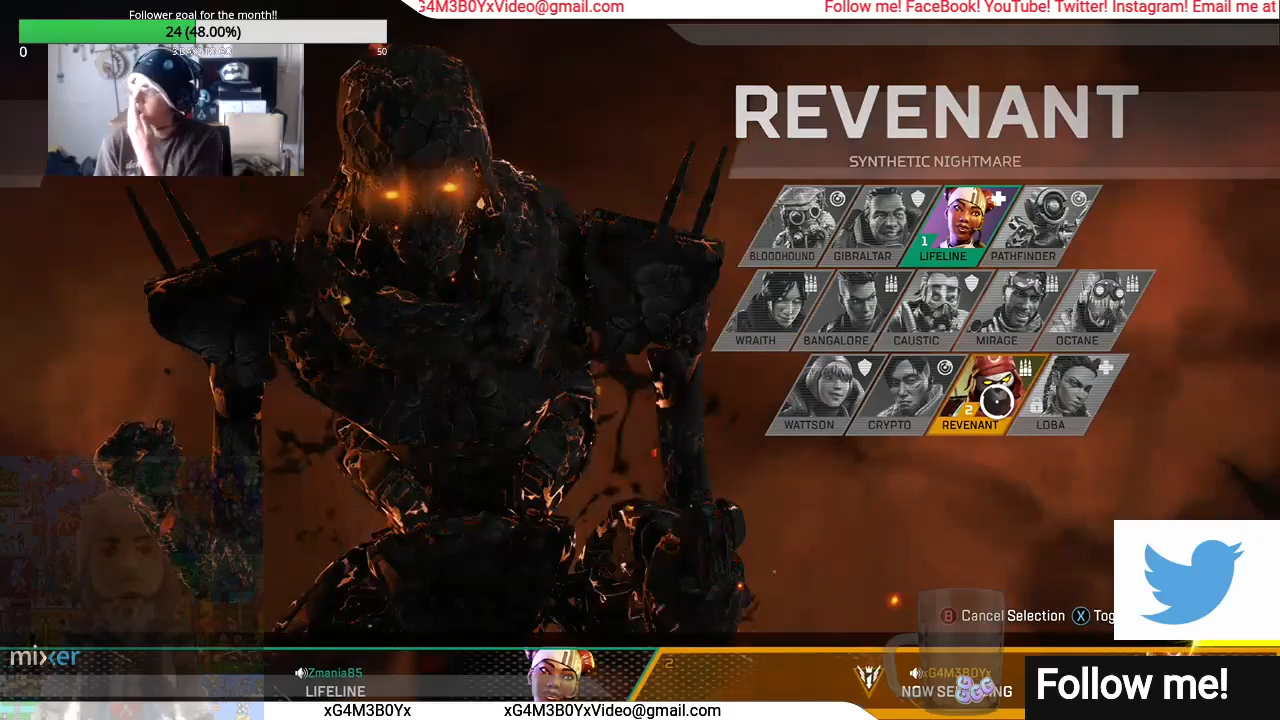 G4M3B0YxVideo@gmail.com
Follow me! FaceBook! YouTube! Twitter! Instagram! Email me at
Follower goal for the month!!
24 (48.00%)
0
50
REVENANT
SYNTHETIC NIGHTMARE
1
BLOODHOUND GIBRALTAR LIFELINE PATHFINDER
WRAITH BANGALORE CAUSTIC MIRAGE OCTANE
2
WATTSON CRYPTO REVENANT LOBA
B Cancel Selection X Tog
mixer
Zmania85
LIFELINE
2
xG4M3B0Yx
NOW
Follow me!
xG4M3B0Yx
xG4M3B0YxVideo@gmail.com